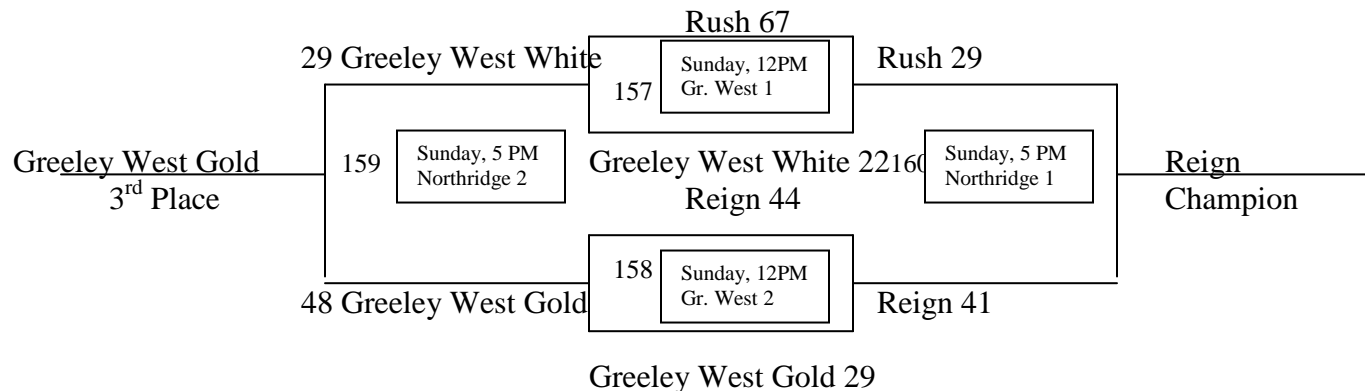 Rush 67
29 Greeley West White
Sunday, 12PM
Gr. West 1
Rush 29
157
Greeley West Gold
3rd Place
159
Sunday, 5 PM
Northridge 2
Greeley West White 22
Reign 44
160
Sunday, 5 PM
Northridge 1
Reign
Champion
158
Sunday, 12PM
Gr. West 2
48 Greeley West Gold
Reign 41
Greeley West Gold 29